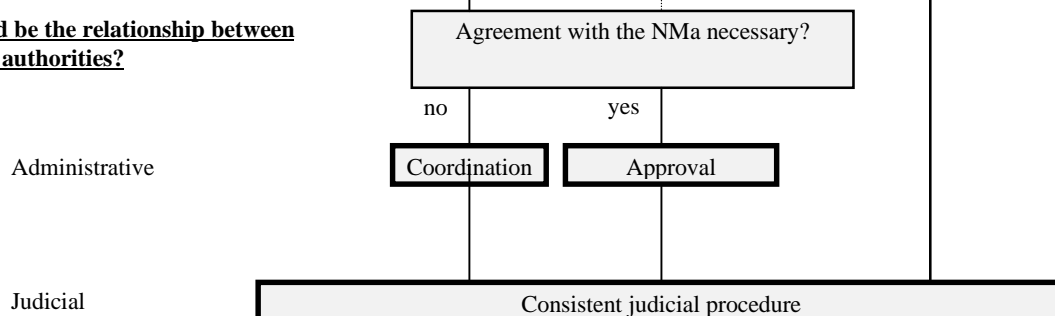 be the relationship between
authorities?
Agreement with the NMa necessary?
no yes
Administrative
Coordination Approval
Judicial
Consistent judicial procedure